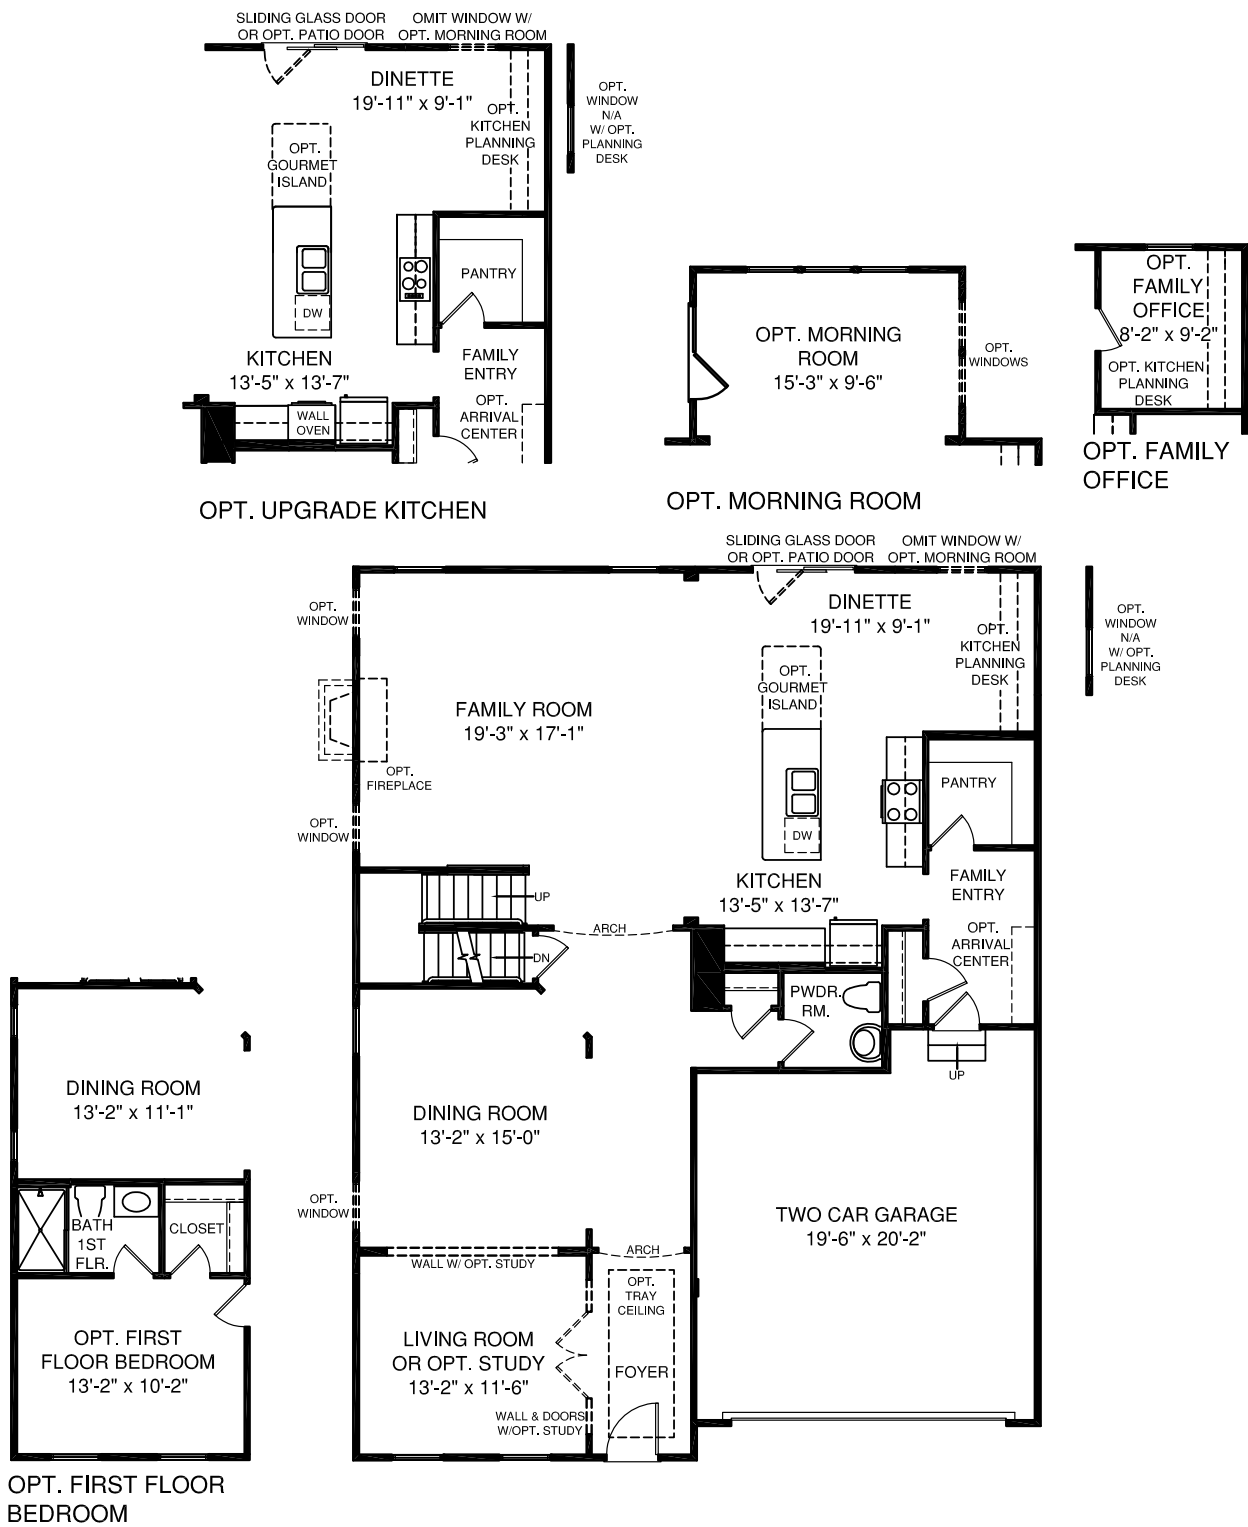 SLIDING GLASS DOOR
OR OPT. PATIO DOOR
OMIT WINDOW W/
OPT. MORNING ROOM
DINETTE
19'-11" x 9'-1"
OPT.
KITCHEN
PLANNING
DESK
OPT.
WINDOW
N/A
W/ OPT.
PLANNING
DESK
OPT.
GOURMET
ISLAND
PANTRY
DW
KITCHEN
13'-5" x 13'-7"
FAMILY
ENTRY
OPT.
ARRIVAL
CENTER
WALL
OVEN
OPT. UPGRADE KITCHEN
OPT. MORNING
ROOM
15'-3" x 9'-6"
OPT.
WINDOWS
OPT. MORNING ROOM
OPT.
FAMILY
OFFICE
8'-2" x 9'-2"
OPT. KITCHEN
PLANNING
DESK
OPT. FAMILY
OFFICE
SLIDING GLASS DOOR
OR OPT. PATIO DOOR
OMIT WINDOW W/
OPT. MORNING ROOM
OPT.
WINDOW
DINETTE
19'-11" x 9'-1"
OPT.
KITCHEN
PLANNING
DESK
OPT.
WINDOW
N/A
W/ OPT.
PLANNING
DESK
OPT.
GOURMET
ISLAND
FAMILY ROOM
19'-3" x 17'-1"
OPT.
FIREPLACE
OPT.
WINDOW
PANTRY
DW
KITCHEN
13'-5" x 13'-7"
FAMILY
ENTRY
UP
ARCH
OPT.
ARRIVAL
CENTER
DN
PWDR.
RM.
UP
DINING ROOM
13'-2" x 11'-1"
DINING ROOM
13'-2" x 15'-0"
OPT.
WINDOW
BATH
1ST
FLR.
CLOSET
TWO CAR GARAGE
19'-6" x 20'-2"
ARCH
WALL W/ OPT. STUDY
OPT.
TRAY
CEILING
OPT. FIRST
FLOOR BEDROOM
13'-2" x 10'-2"
LIVING ROOM
OR OPT. STUDY
13'-2" x 11'-6"
FOYER
WALL & DOORS
W/OPT. STUDY
OPT. FIRST FLOOR
BEDROOM